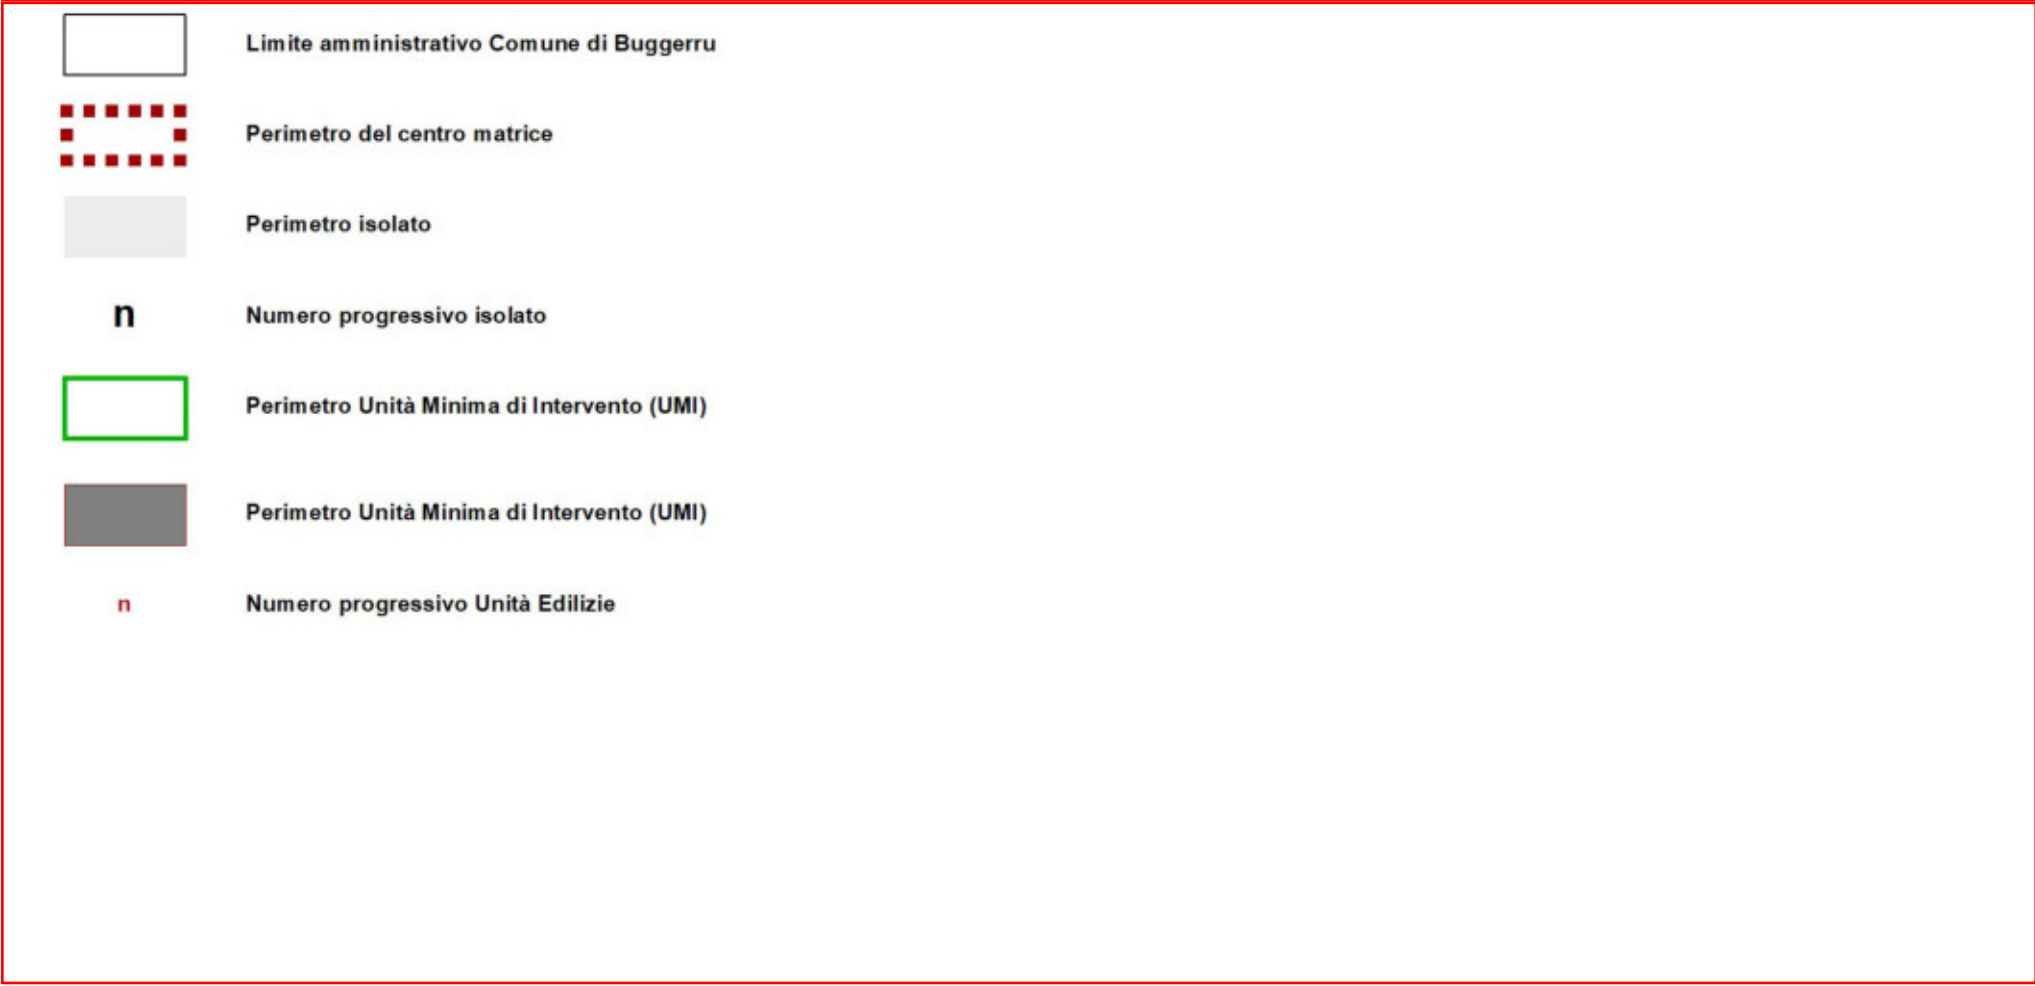 Limite amministrativo Comune di Buggerru
Perimetro del centro matrice
Perimetro isolato
n Numero progressivo isolato
Perimetro Unità Minima di Intervento (UMI)
Perimetro Unità Minima di Intervento (UMI)
n Numero progressivo Unità Edilizie